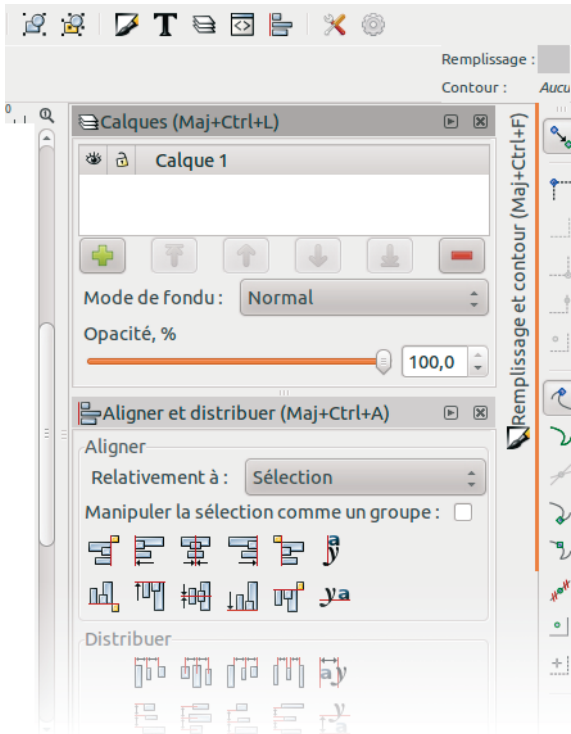 Remplissage :
Contour : Aucu
0
Calques (Maj+Ctrl+L)
Calque 1
Mode de fondu : Normal
Opacité, %
100,0
Aligner et distribuer (Maj+Ctrl+A)
Aligner
Relativement à : Sélection
Manipuler la sélection comme un groupe :
Distribuer
Remplissage et contour (Maj+Ctrl+F)